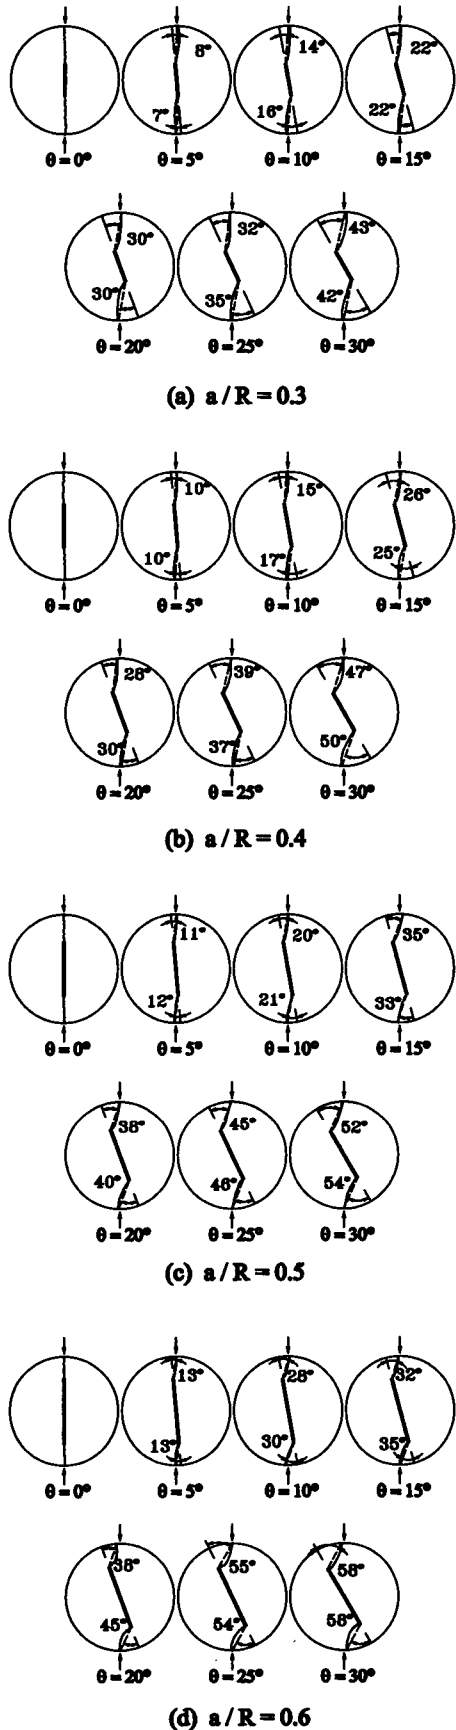 8° 14° 22°
7° 16° 22°
θ = 0° θ = 5° θ = 10° θ = 15°
30° 32° 43°
30° 35° 42°
θ = 20° θ = 25° θ = 30°
(a) a / R = 0.3
10° 15° 26°
10° 17° 25°
θ = 0° θ = 5° θ = 10° θ = 15°
28° 39° 47°
30° 37° 50°
θ = 20° θ = 25° θ = 30°
(b) a / R = 0.4
11° 20° 35°
12° 21° 33°
θ = 0° θ = 5° θ = 10° θ = 15°
38° 45° 52°
40° 46° 54°
θ = 20° θ = 25° θ = 30°
(c) a / R = 0.5
13° 28° 32°
13° 30° 35°
θ = 0° θ = 5° θ = 10° θ = 15°
38° 55° 58°
45° 54° 58°
θ = 20° θ = 25° θ = 30°
(d) a / R = 0.6